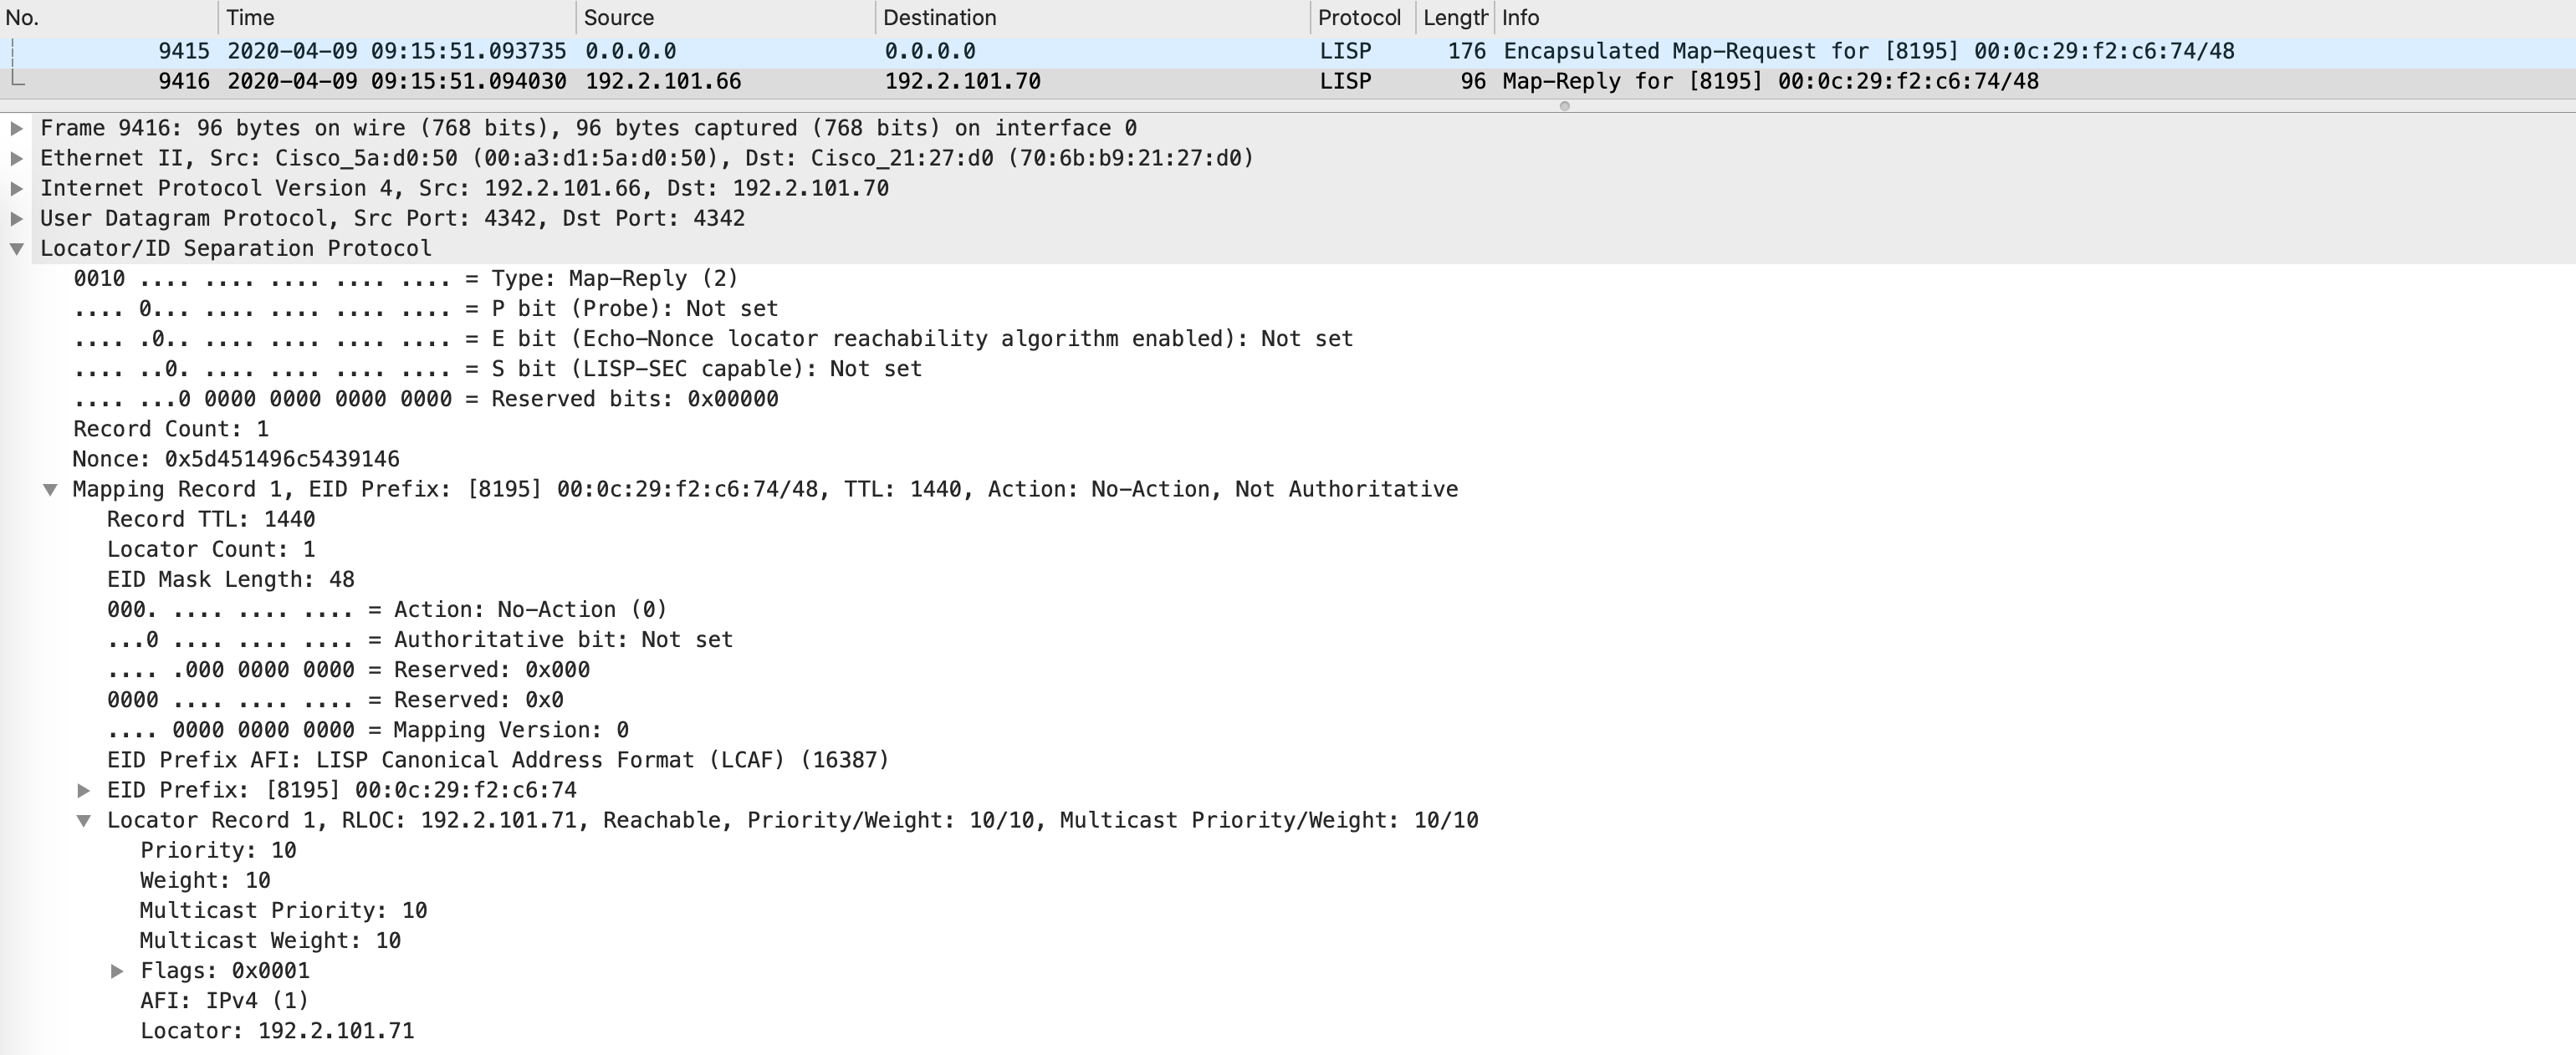 No. Time Source Destination Protocol Length Info
9415 2020-04-09 09:15:51.093735 0.0.0.0 0.0.0.0 LISP 176 Encapsulated Map-Request for [8195] 00:0c:29:f2:c6:74/48
9416 2020-04-09 09:15:51.094030 192.2.101.66 192.2.101.70 LISP 96 Map-Reply for [8195] 00:0c:29:f2:c6:74/48
Frame 9416: 96 bytes on wire (768 bits), 96 bytes captured (768 bits) on interface 0
Ethernet II, Src: Cisco_5a:d0:50 (00:a3:d1:5a:d0:50), Dst: Cisco_21:27:d0 (70:6b:b9:21:27:d0)
Internet Protocol Version 4, Src: 192.2.101.66, Dst: 192.2.101.70
User Datagram Protocol, Src Port: 4342, Dst Port: 4342
Locator/ID Separation Protocol
0010 .... .... .... .... .... = Type: Map-Reply (2)
.... 0... .... .... .... .... = P bit (Probe): Not set
.... .0.. .... .... .... .... = E bit (Echo-Nonce locator reachability algorithm enabled): Not set
.... ..0. .... .... .... .... = S bit (LISP-SEC capable): Not set
.... ...0 0000 0000 0000 0000 = Reserved bits: 0x00000
Record Count: 1
Nonce: 0x5d451496c5439146
Mapping Record 1, EID Prefix: [8195] 00:0c:29:f2:c6:74/48, TTL: 1440, Action: No-Action, Not Authoritative
Record TTL: 1440
Locator Count: 1
EID Mask Length: 48
000. .... .... .... = Action: No-Action (0)
...0 .... .... .... = Authoritative bit: Not set
.... .000 0000 0000 = Reserved: 0x000
0000 .... .... .... = Reserved: 0x0
.... 0000 0000 0000 = Mapping Version: 0
EID Prefix AFI: LISP Canonical Address Format (LCAF) (16387)
EID Prefix: [8195] 00:0c:29:f2:c6:74
Locator Record 1, RLOC: 192.2.101.71, Reachable, Priority/Weight: 10/10, Multicast Priority/Weight: 10/10
Priority: 10
Weight: 10
Multicast Priority: 10
Multicast Weight: 10
Flags: 0x0001
AFI: IPv4 (1)
Locator: 192.2.101.71